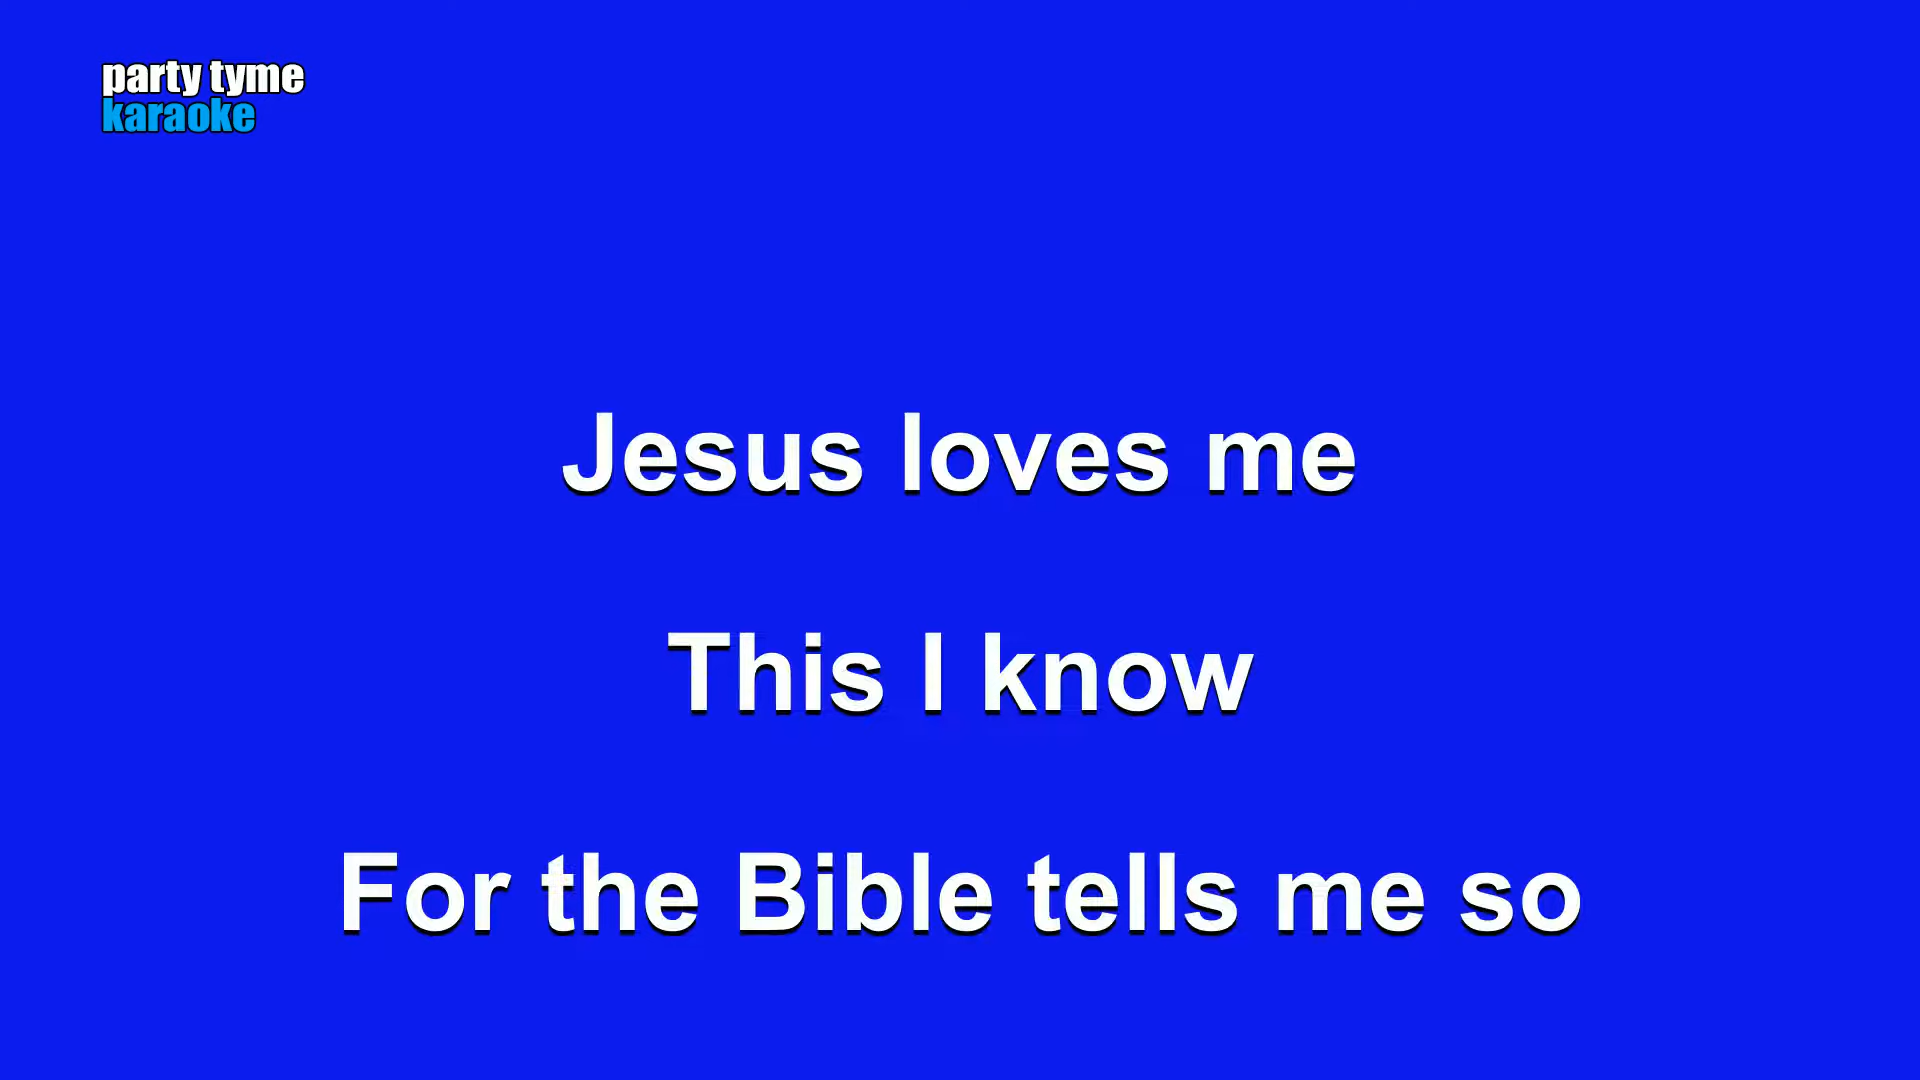 party tyme
karaoke
Jesus loves me
This I know
For the Bible tells me so